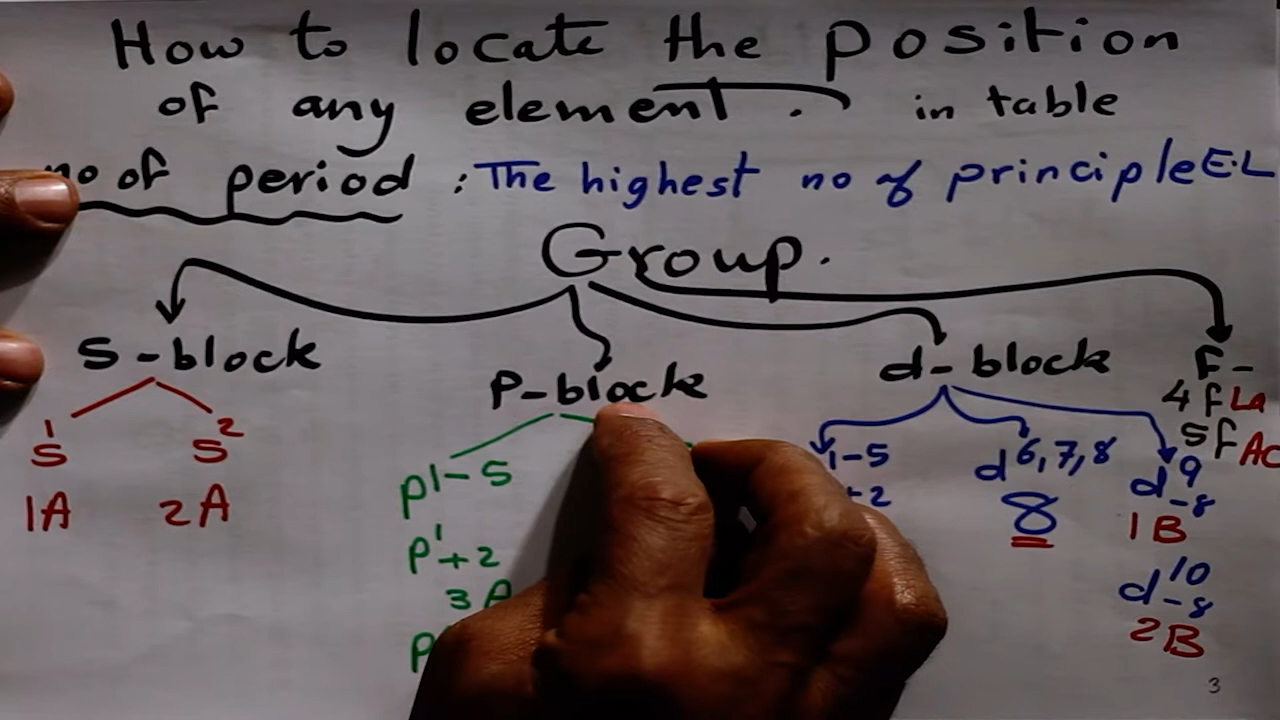 How to locate the position
of any element. in table
no of period : The highest no of principle E.L
Group.
S-block
P-block
d-block
F-
4f La
5f Ac
s¹ s²
1A 2A
p1-5
p¹+2
3A
p
1-5
+2
d6,7,8
8
d9-8
1B
d10-8
2B
3